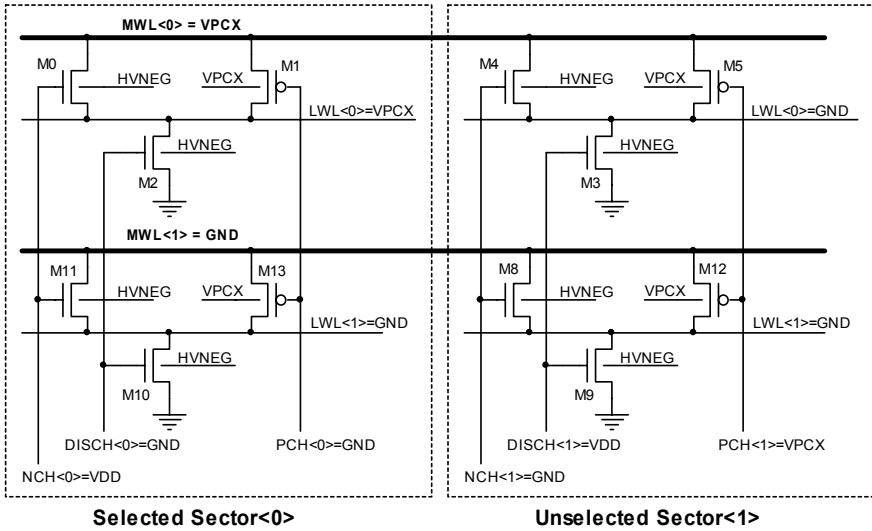 MWL<0> = VPCX
M0
HVNEG
VPCX
M1
M4
HVNEG
VPCX
M5
LWL<0>=VPCX
LWL<0>=GND
HVNEG
M2
HVNEG
M3
MWL<1> = GND
M11
HVNEG
VPCX
M13
M8
HVNEG
VPCX
M12
LWL<1>=GND
LWL<1>=GND
HVNEG
M10
HVNEG
M9
DISCH<0>=GND
PCH<0>=GND
DISCH<1>=VDD
PCH<1>=VPCX
NCH<0>=VDD
NCH<1>=GND
Selected Sector<0>
Unselected Sector<1>